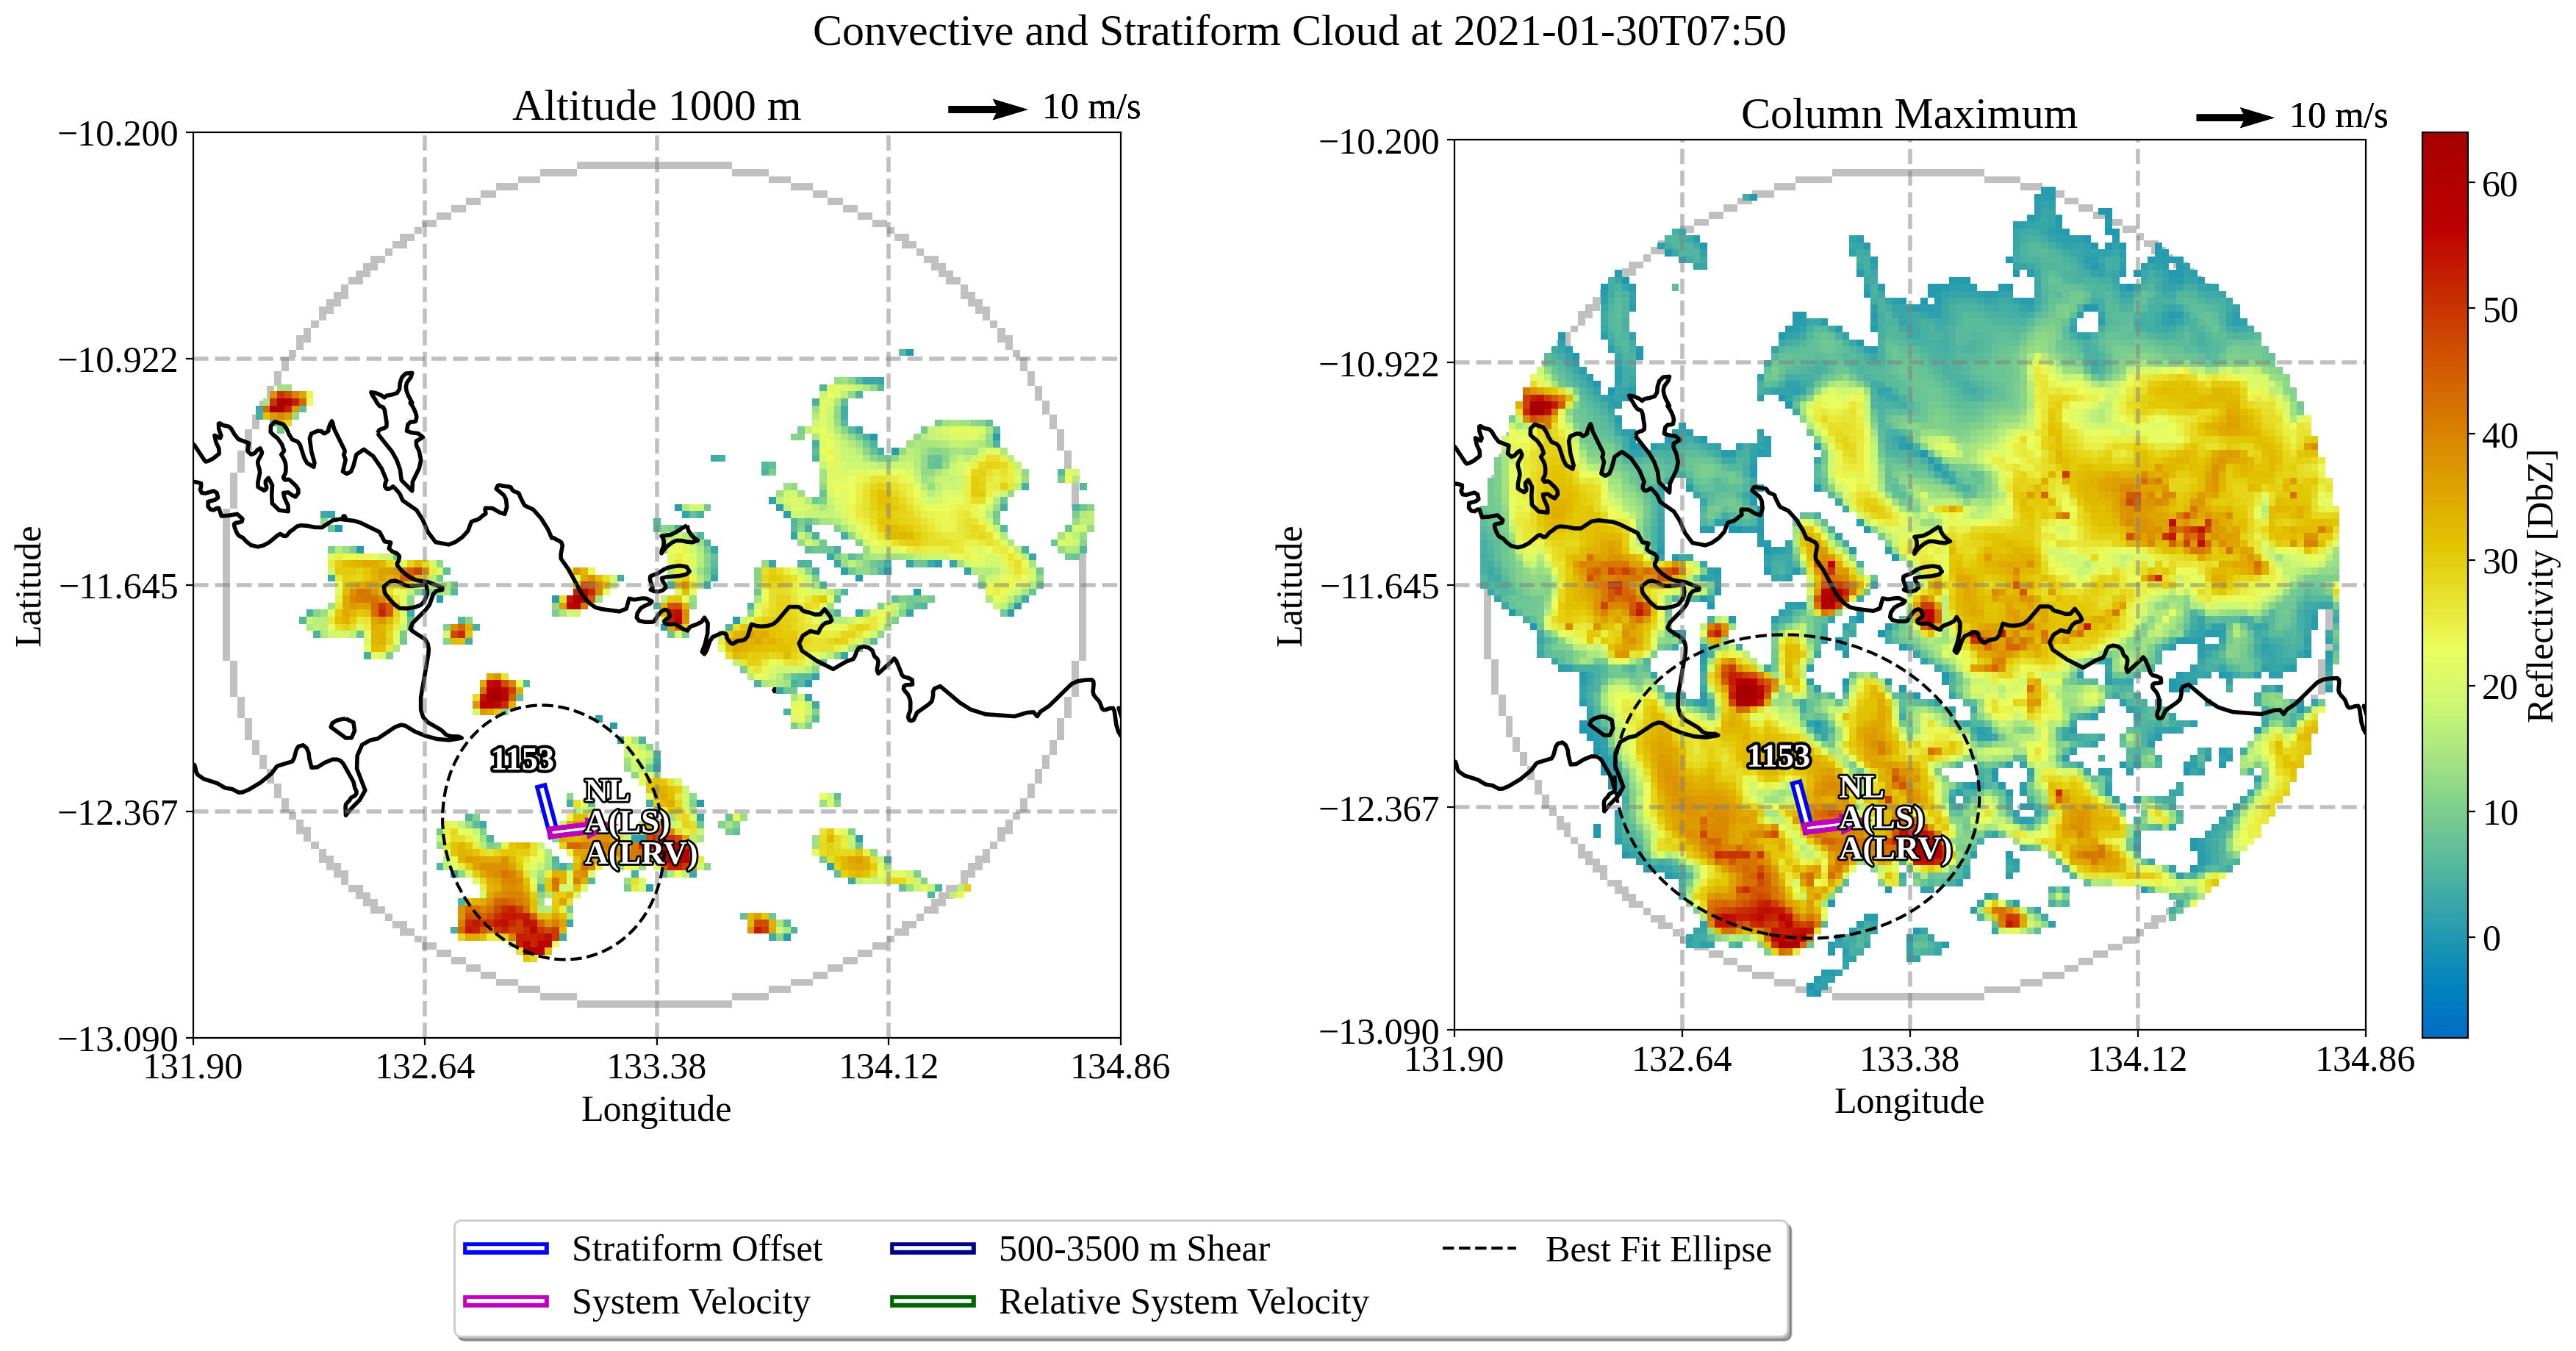 Convective and Stratiform Cloud at 2021-01-30T07:50
Altitude 1000 m
10 m/s
−10.200
−10.922
−11.645
−12.367
−13.090
Latitude
131.90
132.64
133.38
134.12
134.86
Longitude
1153
NL
A(LS)
A(LRV)
Column Maximum
10 m/s
−10.200
−10.922
−11.645
−12.367
−13.090
Latitude
131.90
132.64
133.38
134.12
134.86
Longitude
1153
NL
A(LS)
A(LRV)
60
50
40
30
20
10
0
Reflectivity [DbZ]
Stratiform Offset
System Velocity
500-3500 m Shear
Relative System Velocity
Best Fit Ellipse